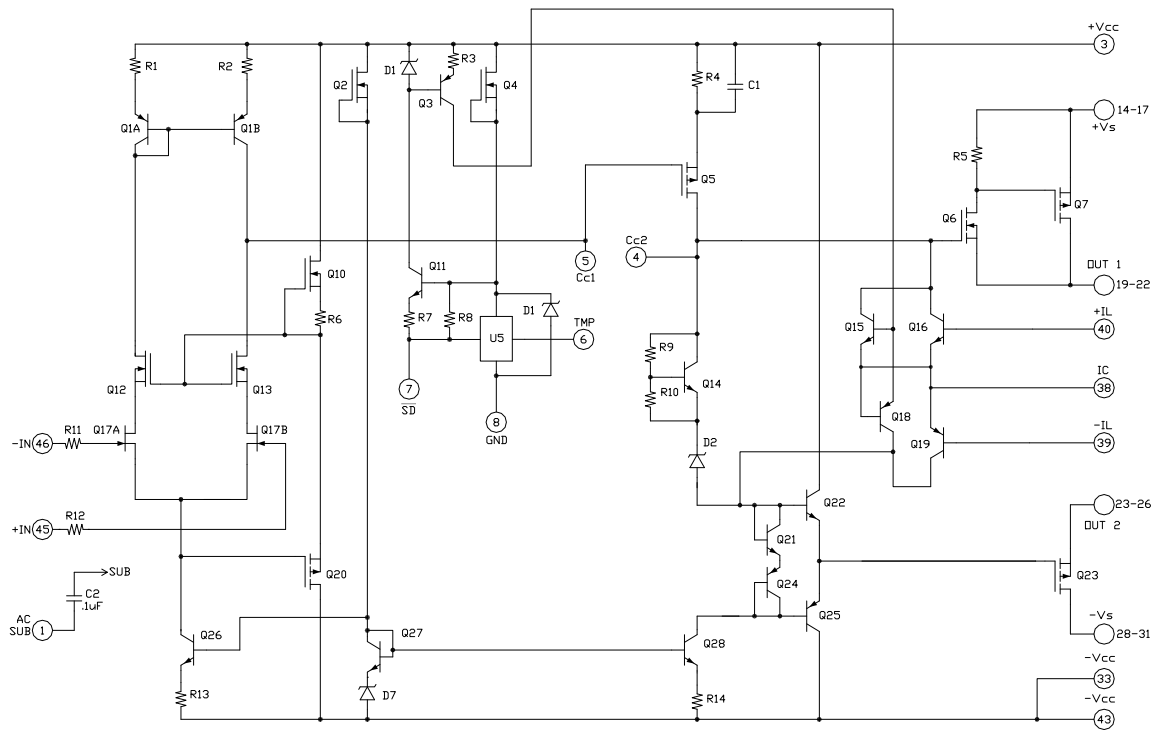 +Vcc
3
R1
R2
Q2
D1
R3
Q3
Q4
R4
C1
Q1A
Q1B
14-17
+Vs
R5
Q5
Q6
Q7
Cc2
4
5
Cc1
Q11
Q10
OUT 1
19-22
R6
R7
R8
D1
U5
TMP
6
Q15
Q16
+IL
40
R9
Q14
R10
Q12
Q13
7
SD
8
GND
IC
38
Q18
-IN 46
R11
Q17A
Q17B
D2
Q19
-IL
39
+IN 45
R12
Q22
23-26
OUT 2
Q21
SUB
C2
.1uF
Q20
Q24
Q23
AC
SUB 1
Q25
-Vs
28-31
Q26
Q27
Q28
-Vcc
33
R13
D7
R14
-Vcc
43